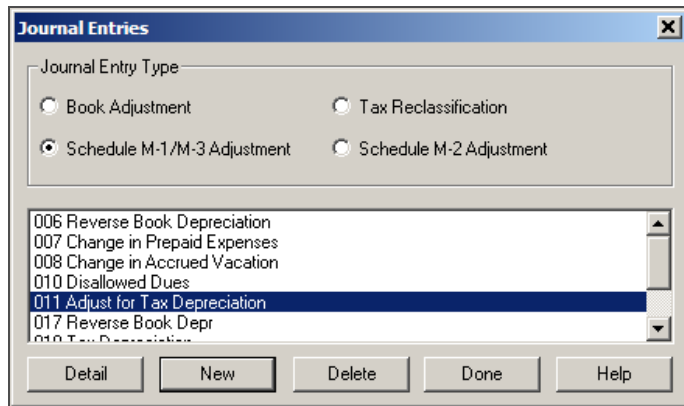 Journal Entries
Journal Entry Type
Book Adjustment
Tax Reclassification
Schedule M-1/M-3 Adjustment
Schedule M-2 Adjustment
006 Reverse Book Depreciation
007 Change in Prepaid Expenses
008 Change in Accrued Vacation
010 Disallowed Dues
011 Adjust for Tax Depreciation
017 Reverse Book Depr
Tax Depreciation
Detail New Delete Done Help